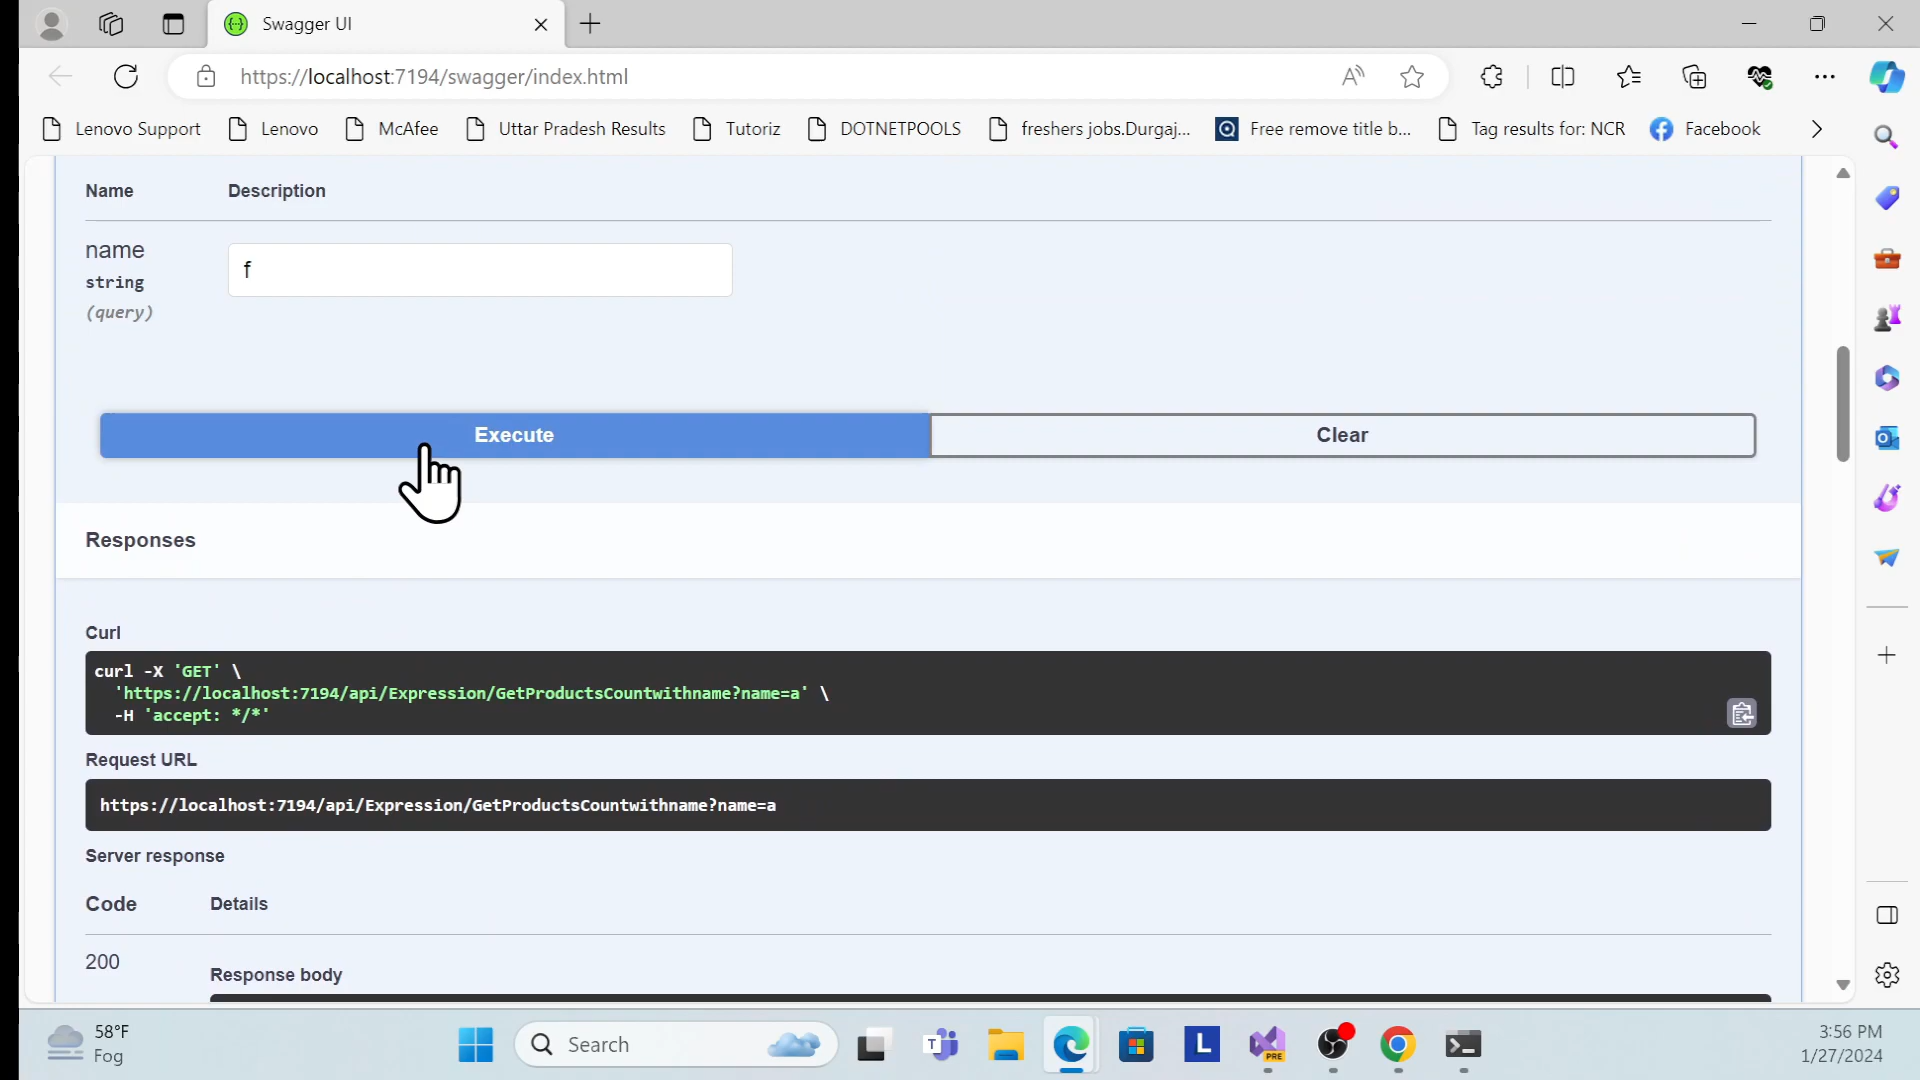 Swagger UI
https://localhost:7194/swagger/index.html
Lenovo Support
Lenovo
McAfee
Uttar Pradesh Results
Tutoriz
DOTNETPOOLS
freshers jobs.Durgaj...
Free remove title b...
Tag results for: NCR
Facebook
Name Description
name
string
(query)
f
Execute
Clear
Responses
Curl
curl -X 'GET' \
'https://localhost:7194/api/Expression/GetProductsCountwithname?name=a' \
-H 'accept: */*'
Request URL
https://localhost:7194/api/Expression/GetProductsCountwithname?name=a
Server response
Code Details
200
Response body
58°F
Fog
Search
T
L
PRE
3:56 PM
1/27/2024